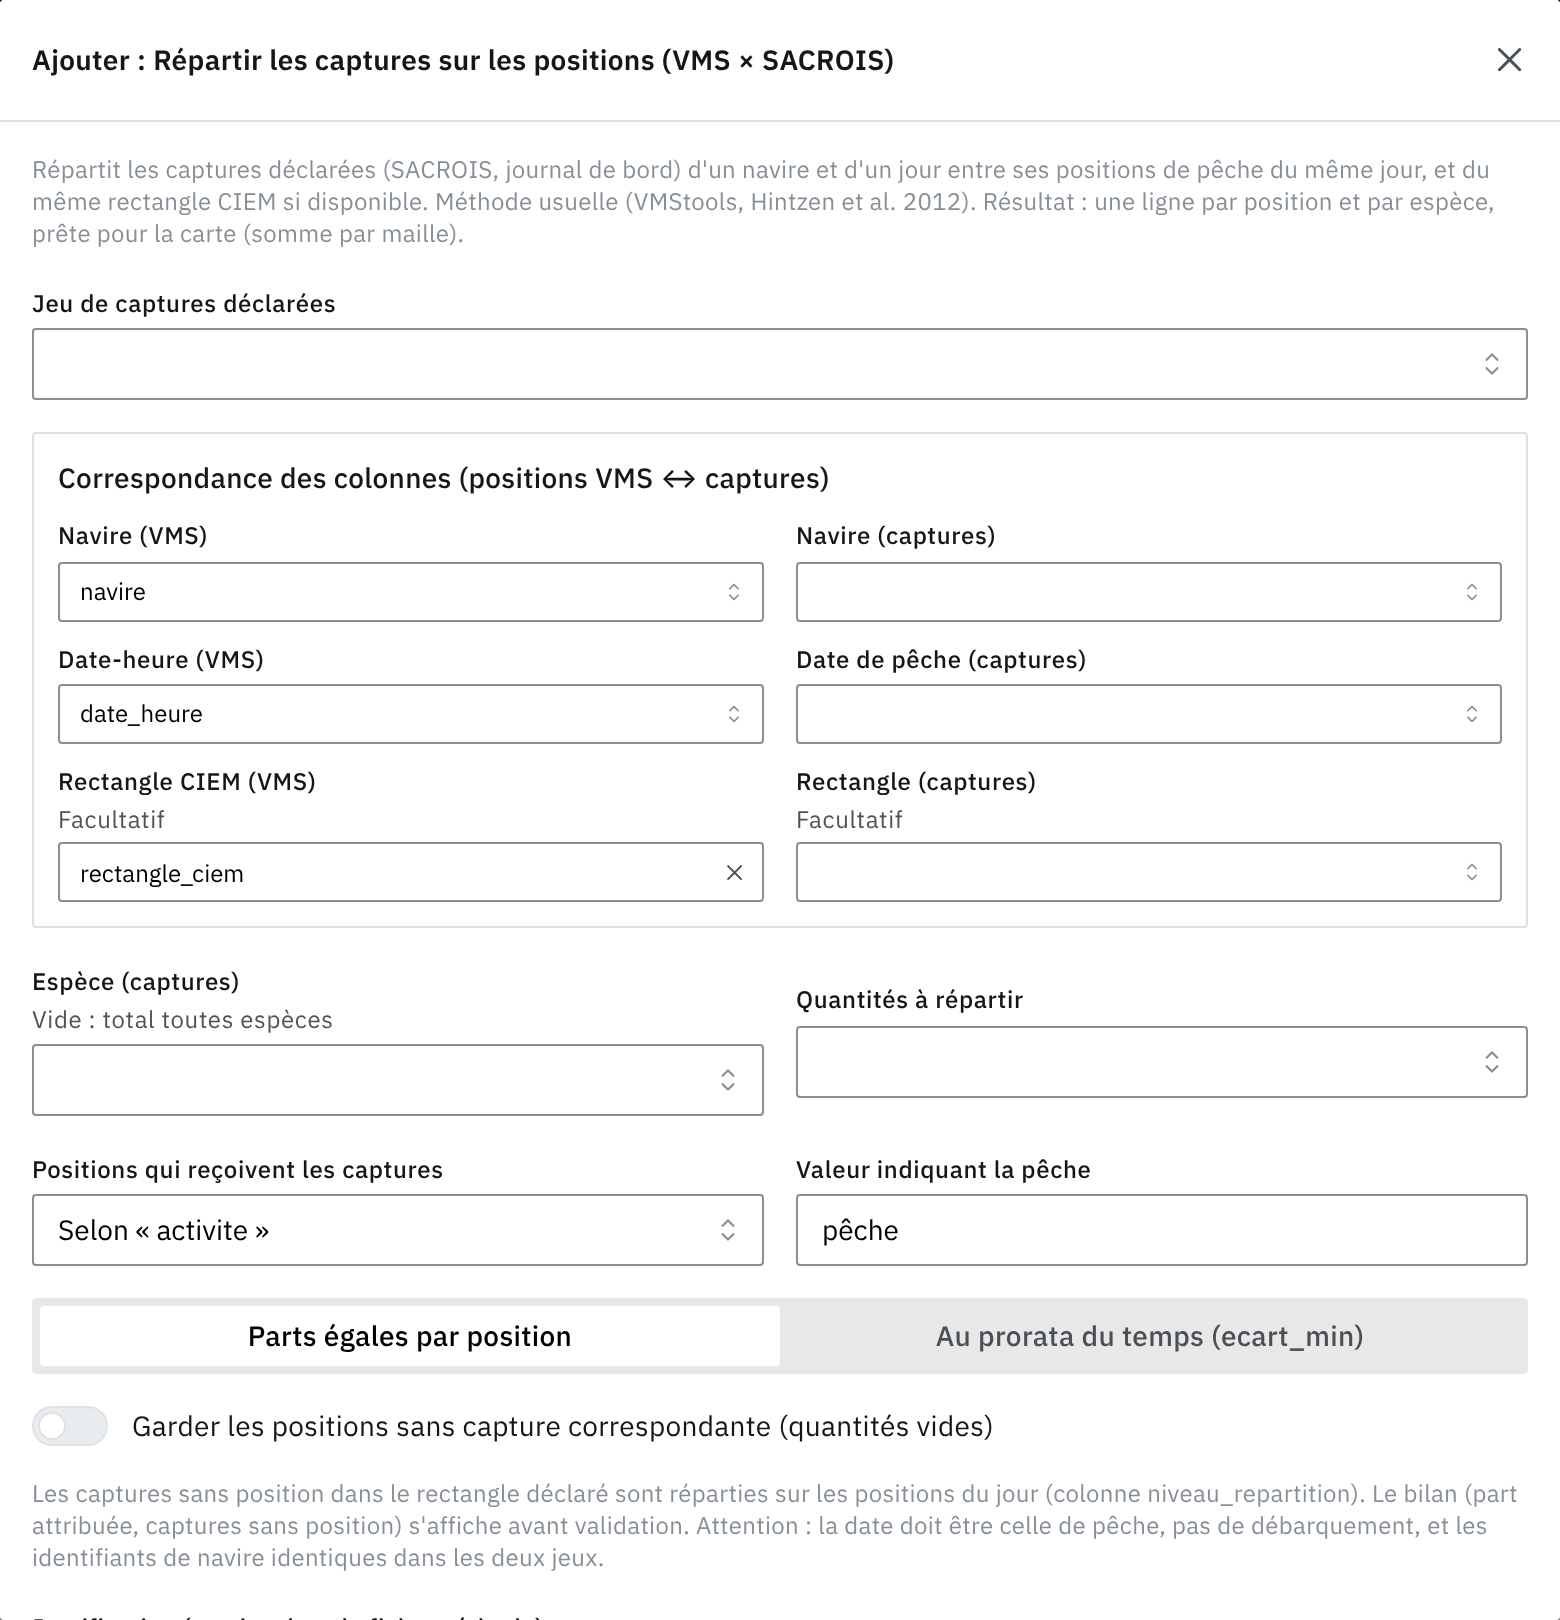 Ajouter : Répartir les captures sur les positions (VMS × SACROIS)
Répartit les captures déclarées (SACROIS, journal de bord) d'un navire et d'un jour entre ses positions de pêche du même jour, et du
même rectangle CIEM si disponible. Méthode usuelle (VMStools, Hintzen et al. 2012). Résultat : une ligne par position et par espèce,
prête pour la carte (somme par maille).
Jeu de captures déclarées
Correspondance des colonnes (positions VMS ↔ captures)
Navire (VMS)
Navire (captures)
navire
Date-heure (VMS)
Date de pêche (captures)
date_heure
Rectangle CIEM (VMS)
Rectangle (captures)
Facultatif
Facultatif
rectangle_ciem
Espèce (captures)
Vide : total toutes espèces
Quantités à répartir
Positions qui reçoivent les captures
Valeur indiquant la pêche
Selon « activite »
pêche
Parts égales par position
Au prorata du temps (ecart_min)
Garder les positions sans capture correspondante (quantités vides)
Les captures sans position dans le rectangle déclaré sont réparties sur les positions du jour (colonne niveau_repartition). Le bilan (part
attribuée, captures sans position) s'affiche avant validation. Attention : la date doit être celle de pêche, pas de débarquement, et les
identifiants de navire identiques dans les deux jeux.